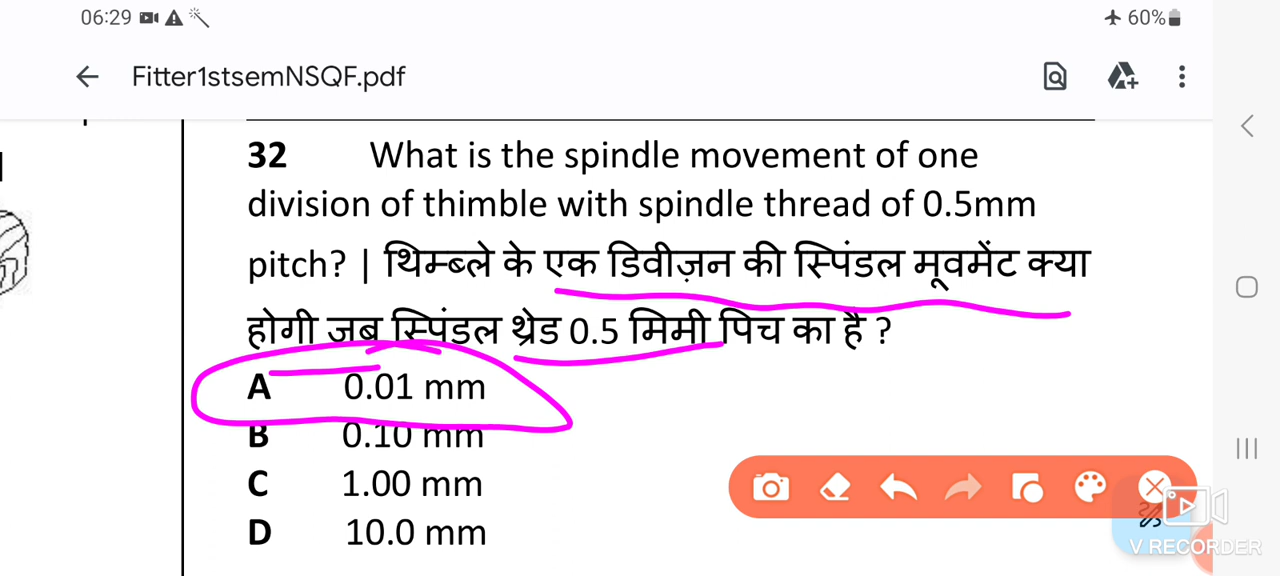 06:29
60%
Fitter1stsemNSQF.pdf
32 What is the spindle movement of one
division of thimble with spindle thread of 0.5mm
pitch? | थिम्ब्ले के एक डिवीज़न की स्पिंडल मूवमेंट क्या
होगी जब स्पिंडल थ्रेड 0.5 मिमी पिच का है ?
A 0.01 mm
B 0.10 mm
C 1.00 mm
D 10.0 mm
V RECORDER